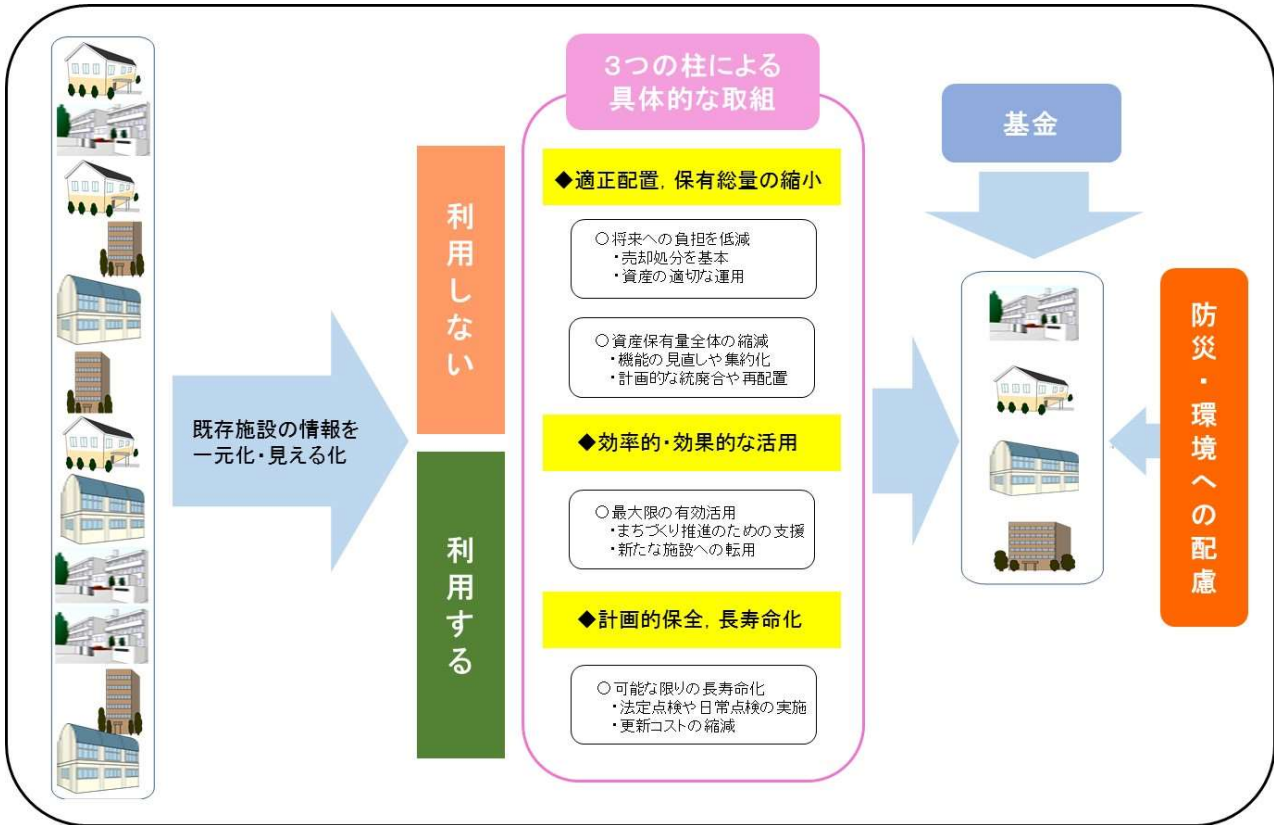 既存施設の情報を
一元化・見える化
利用しない
利用する
3つの柱による
具体的な取組
◆適正配置,保有総量の縮小
○将来への負担を低減
・売却処分を基本
・資産の適切な運用
○資産保有量全体の縮減
・機能の見直しや集約化
・計画的な統廃合や再配置
◆効率的・効果的な活用
○最大限の有効活用
・まちづくり推進のための支援
・新たな施設への転用
◆計画的保全,長寿命化
○可能な限りの長寿命化
・法定点検や日常点検の実施
・更新コストの縮減
基金
防災・環境への配慮